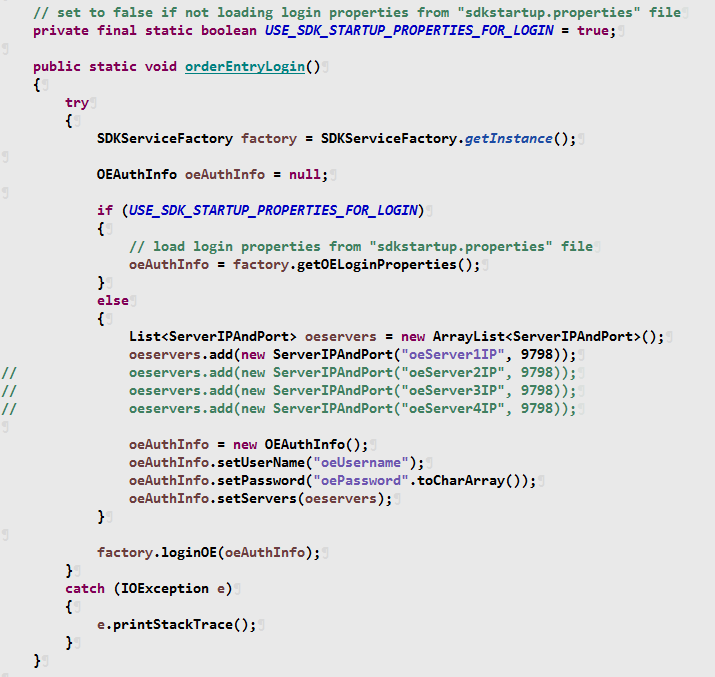 // set to false if not loading login properties from "sdkstartup.properties" file¶
private final static boolean USE_SDK_STARTUP_PROPERTIES_FOR_LOGIN = true;¶
¶
public static void orderEntryLogin()¶
{¶
    try¶
    {¶
        SDKServiceFactory factory = SDKServiceFactory.getInstance();¶
¶
        OEAuthInfo oeAuthInfo = null;¶
¶
        if (USE_SDK_STARTUP_PROPERTIES_FOR_LOGIN)¶
        {¶
            // load login properties from "sdkstartup.properties" file¶
            oeAuthInfo = factory.getOELoginProperties();¶
        }¶
        else¶
        {¶
            List<ServerIPAndPort> oeservers = new ArrayList<ServerIPAndPort>();¶
            oeservers.add(new ServerIPAndPort("oeServer1IP", 9798));¶
//              oeservers.add(new ServerIPAndPort("oeServer2IP", 9798));¶
//              oeservers.add(new ServerIPAndPort("oeServer3IP", 9798));¶
//              oeservers.add(new ServerIPAndPort("oeServer4IP", 9798));¶
¶
            oeAuthInfo = new OEAuthInfo();¶
            oeAuthInfo.setUserName("oeUsername");¶
            oeAuthInfo.setPassword("oePassword".toCharArray());¶
            oeAuthInfo.setServers(oeservers);¶
        }¶
¶
        factory.loginOE(oeAuthInfo);¶
    }¶
    catch (IOException e)¶
    {¶
        e.printStackTrace();¶
    }¶
}¶